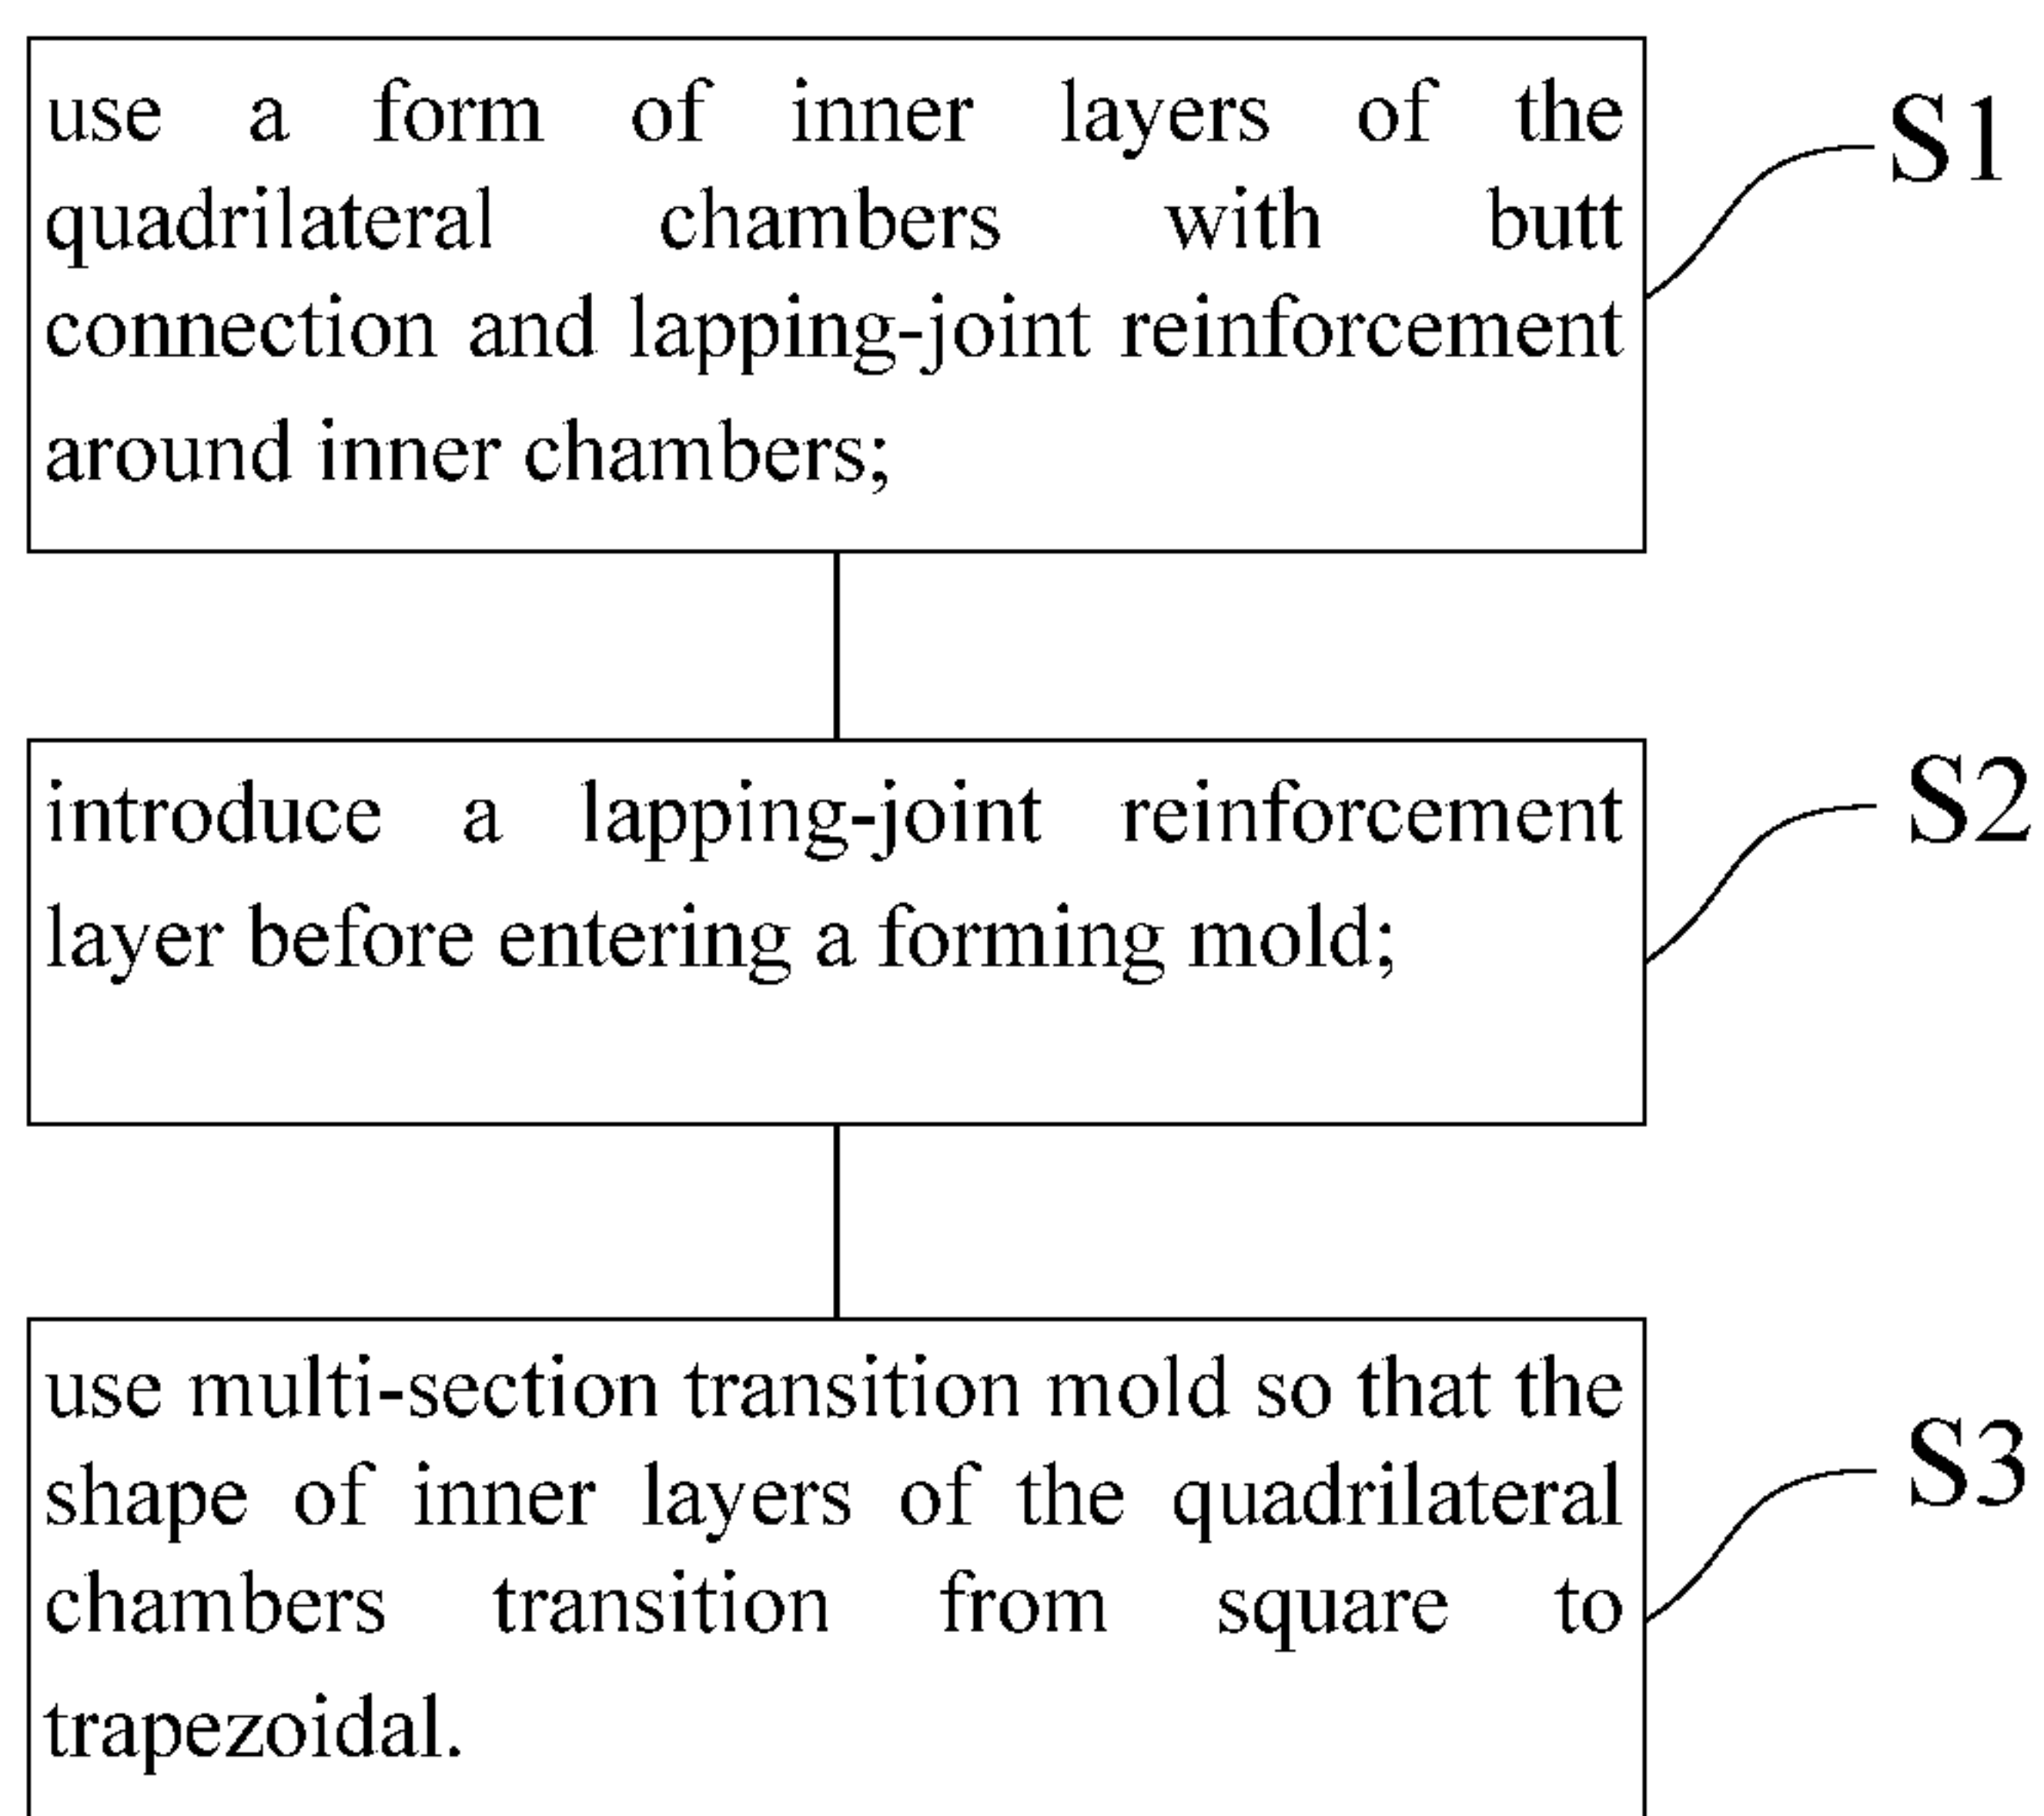 use a form of inner layers of the
quadrilateral chambers with butt
connection and lapping-joint reinforcement
around inner chambers;
S1
introduce a lapping-joint reinforcement
layer before entering a forming mold;
S2
use multi-section transition mold so that the
shape of inner layers of the quadrilateral
chambers transition from square to
trapezoidal.
S3